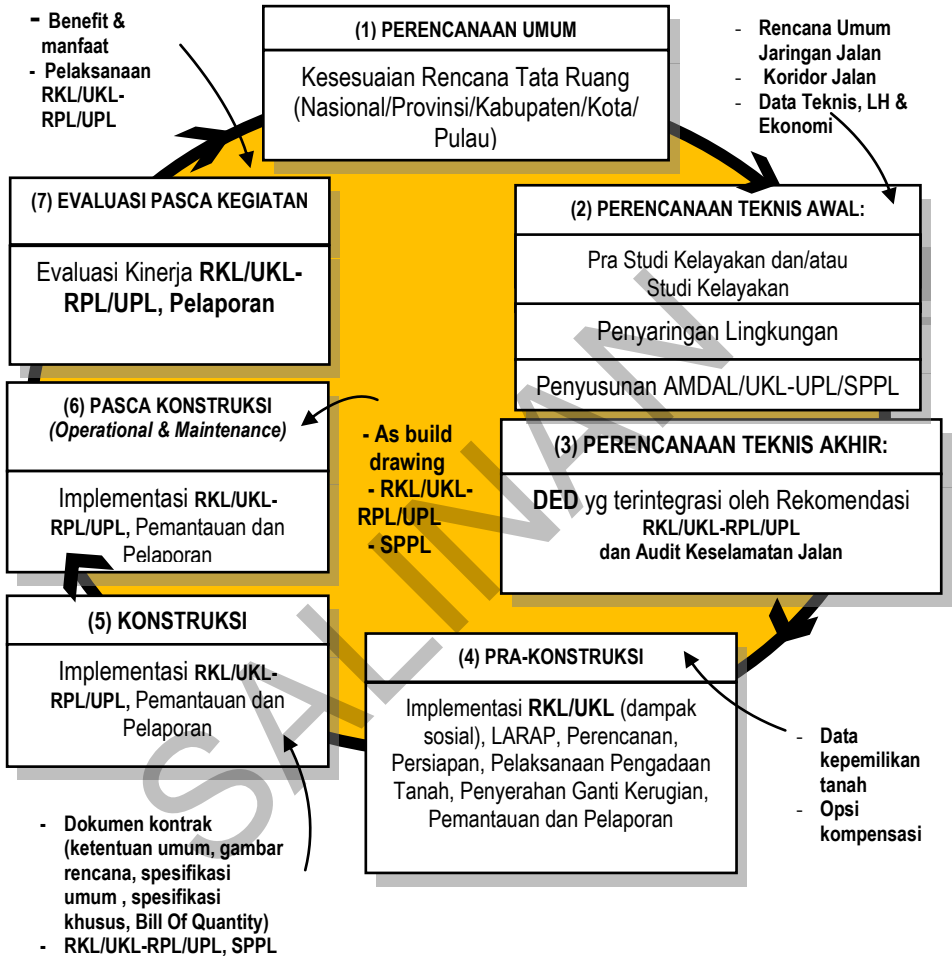 - Benefit &
manfaat
- Pelaksanaan
RKL/UKL-
RPL/UPL
(1) PERENCANAAN UMUM
Kesesuaian Rencana Tata Ruang
(Nasional/Provinsi/Kabupaten/Kota/
Pulau)
- Rencana Umum
Jaringan Jalan
- Koridor Jalan
- Data Teknis, LH &
Ekonomi
(2) PERENCANAAN TEKNIS AWAL:
Pra Studi Kelayakan dan/atau
Studi Kelayakan
Penyaringan Lingkungan
Penyusunan AMDAL/UKL-UPL/SPPL
(3) PERENCANAAN TEKNIS AKHIR:
DED yg terintegrasi oleh Rekomendasi
RKL/UKL-RPL/UPL
dan Audit Keselamatan Jalan
(4) PRA-KONSTRUKSI
Implementasi RKL/UKL (dampak
sosial), LARAP, Perencanan,
Persiapan, Pelaksanaan Pengadaan
Tanah, Penyerahan Ganti Kerugian,
Pemantauan dan Pelaporan
- Data
kepemilikan
tanah
- Opsi
kompensasi
(5) KONSTRUKSI
Implementasi RKL/UKL-
RPL/UPL, Pemantauan dan
Pelaporan
- Dokumen kontrak
(ketentuan umum, gambar
rencana, spesifikasi
umum , spesifikasi
khusus, Bill Of Quantity)
- RKL/UKL-RPL/UPL, SPPL
(6) PASCA KONSTRUKSI
(Operational & Maintenance)
Implementasi RKL/UKL-
RPL/UPL, Pemantauan dan
Pelaporan
- As build
drawing
- RKL/UKL-
RPL/UPL
- SPPL
(7) EVALUASI PASCA KEGIATAN
Evaluasi Kinerja RKL/UKL-
RPL/UPL, Pelaporan
SALINAN